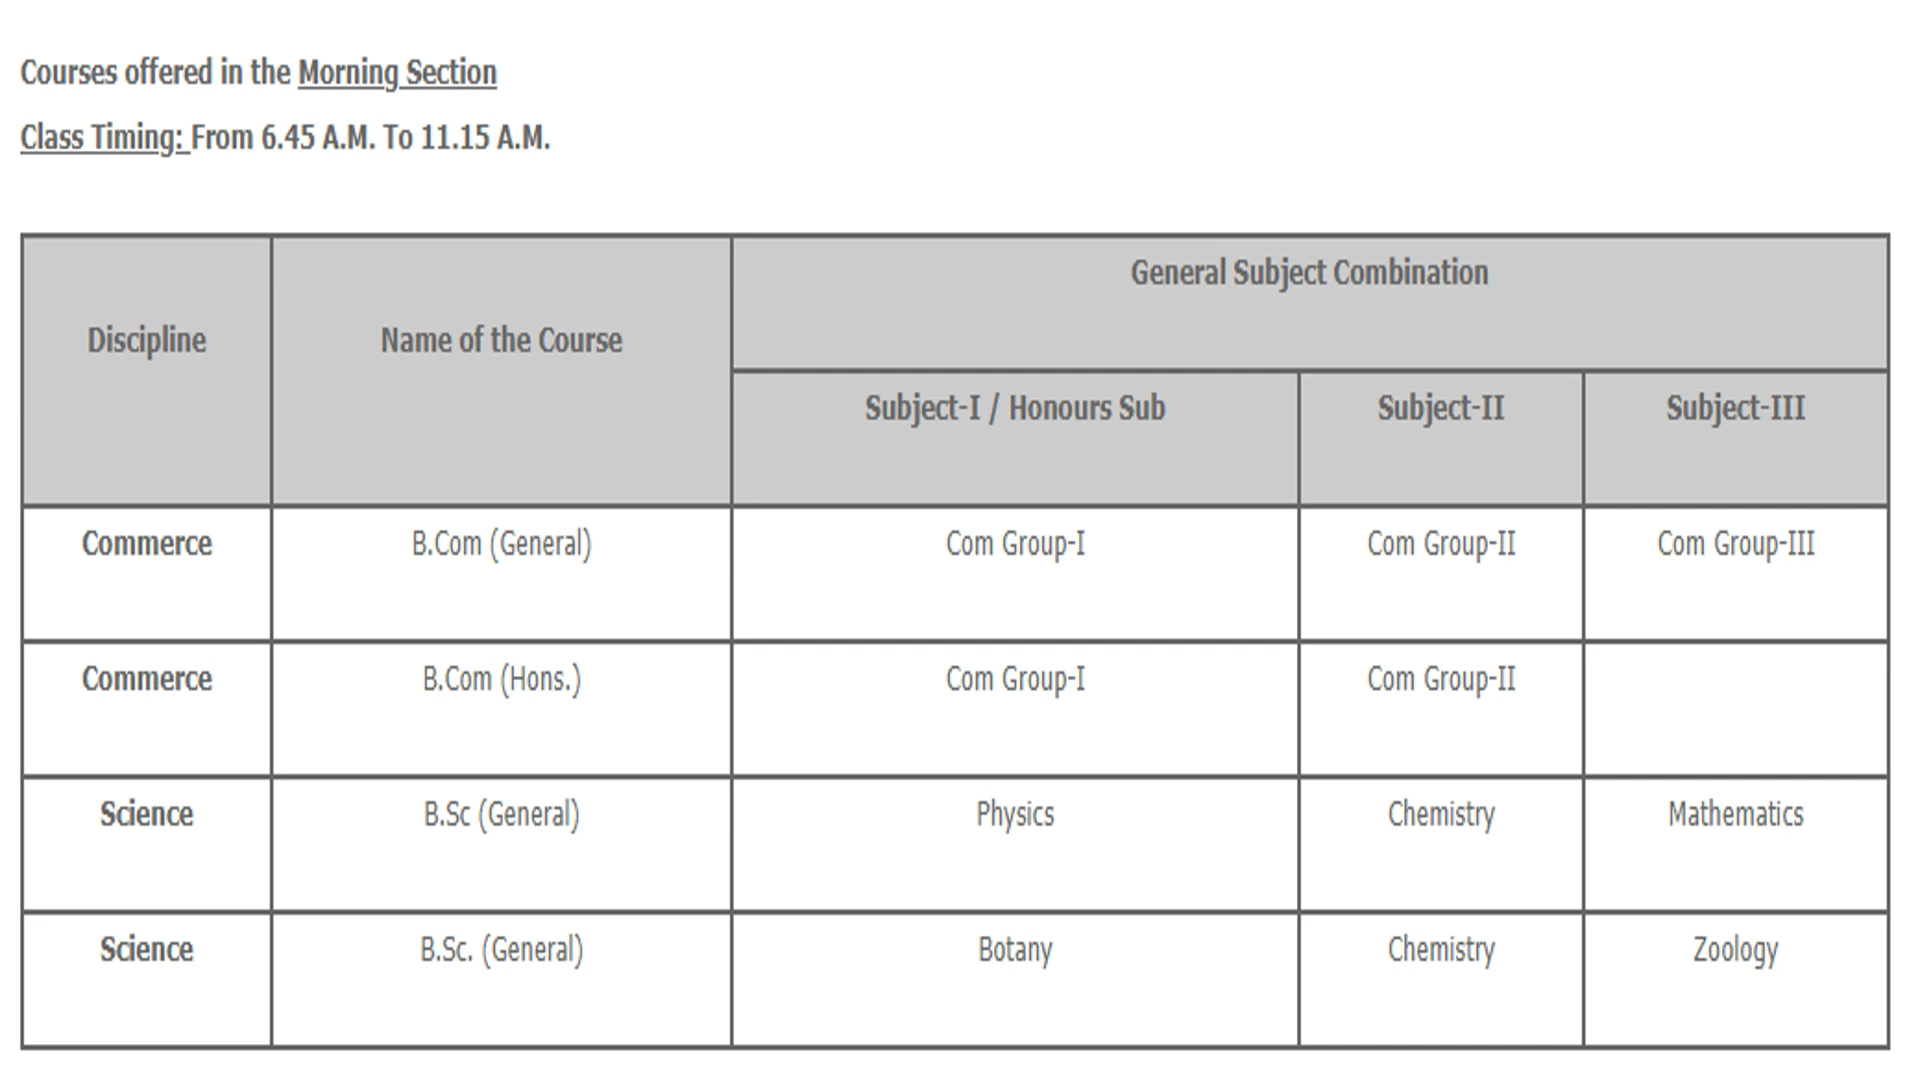 Courses offered in the Morning Section
Class Timing: From 6.45 A.M. To 11.15 A.M.
General Subject Combination
Discipline Name of the Course
Subject-I / Honours Sub Subject-II Subject-III
Commerce B.Com (General) Com Group-I Com Group-II Com Group-III
Commerce B.Com (Hons.) Com Group-I Com Group-II
Science B.Sc (General) Physics Chemistry Mathematics
Science B.Sc. (General) Botany Chemistry Zoology